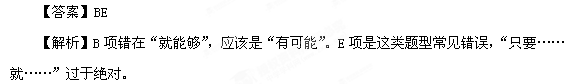 【答案】BE
【解析】B 项错在“就能够”，应该是“有可能”。E 项是这类题型常见错误，“只要……
就……”过于绝对。